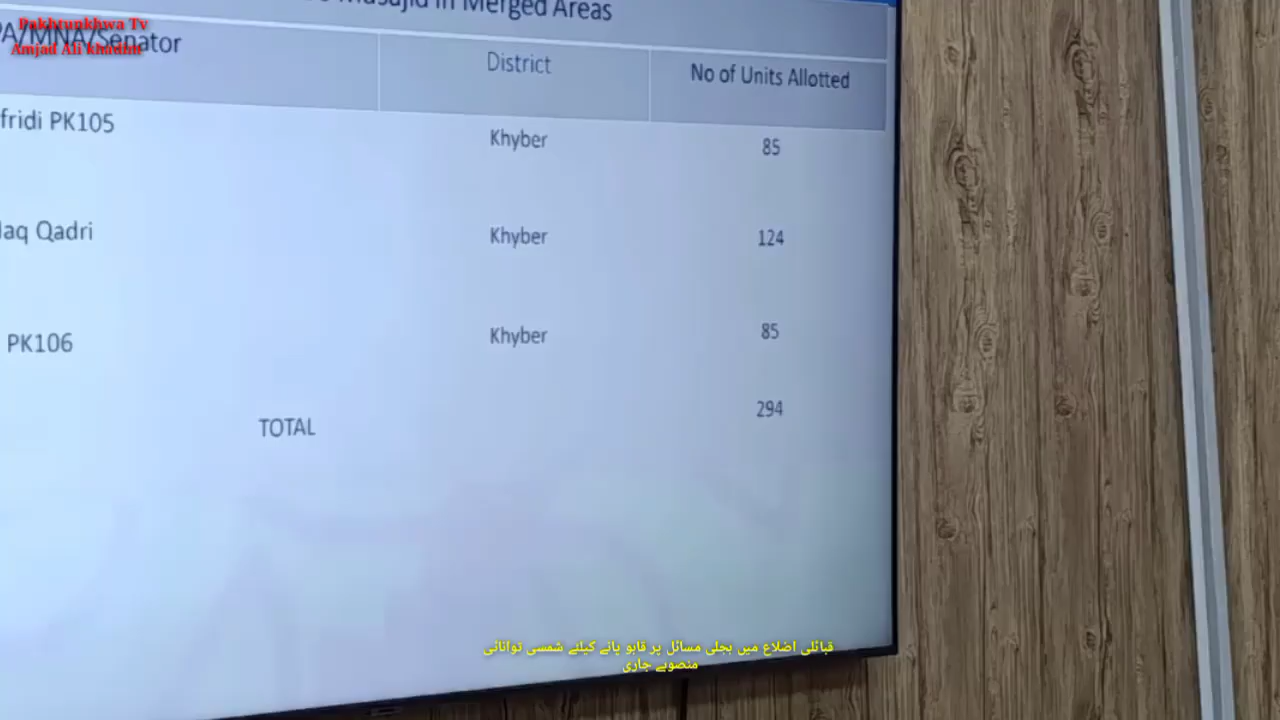 Masajid in Merged Areas
Pakhtunkhwa Tv
Amjad Ali khadim
PA/MNA/Senator
District
No of Units Allotted
fridi PK105
Khyber
85
laq Qadri
Khyber
124
PK106
Khyber
85
TOTAL
294
قبائلی اضلاع میں بجلی مسائل پر قابو پانے کیلئے شمسی توانائی
منصوبے جاری